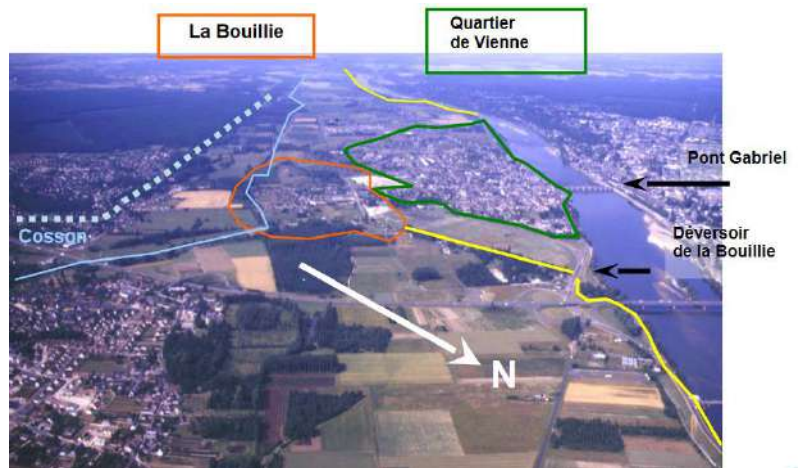 La Bouillie
Quartier
de Vienne
Pont Gabriel
Déversoir
de la Bouillie
Cosson
N